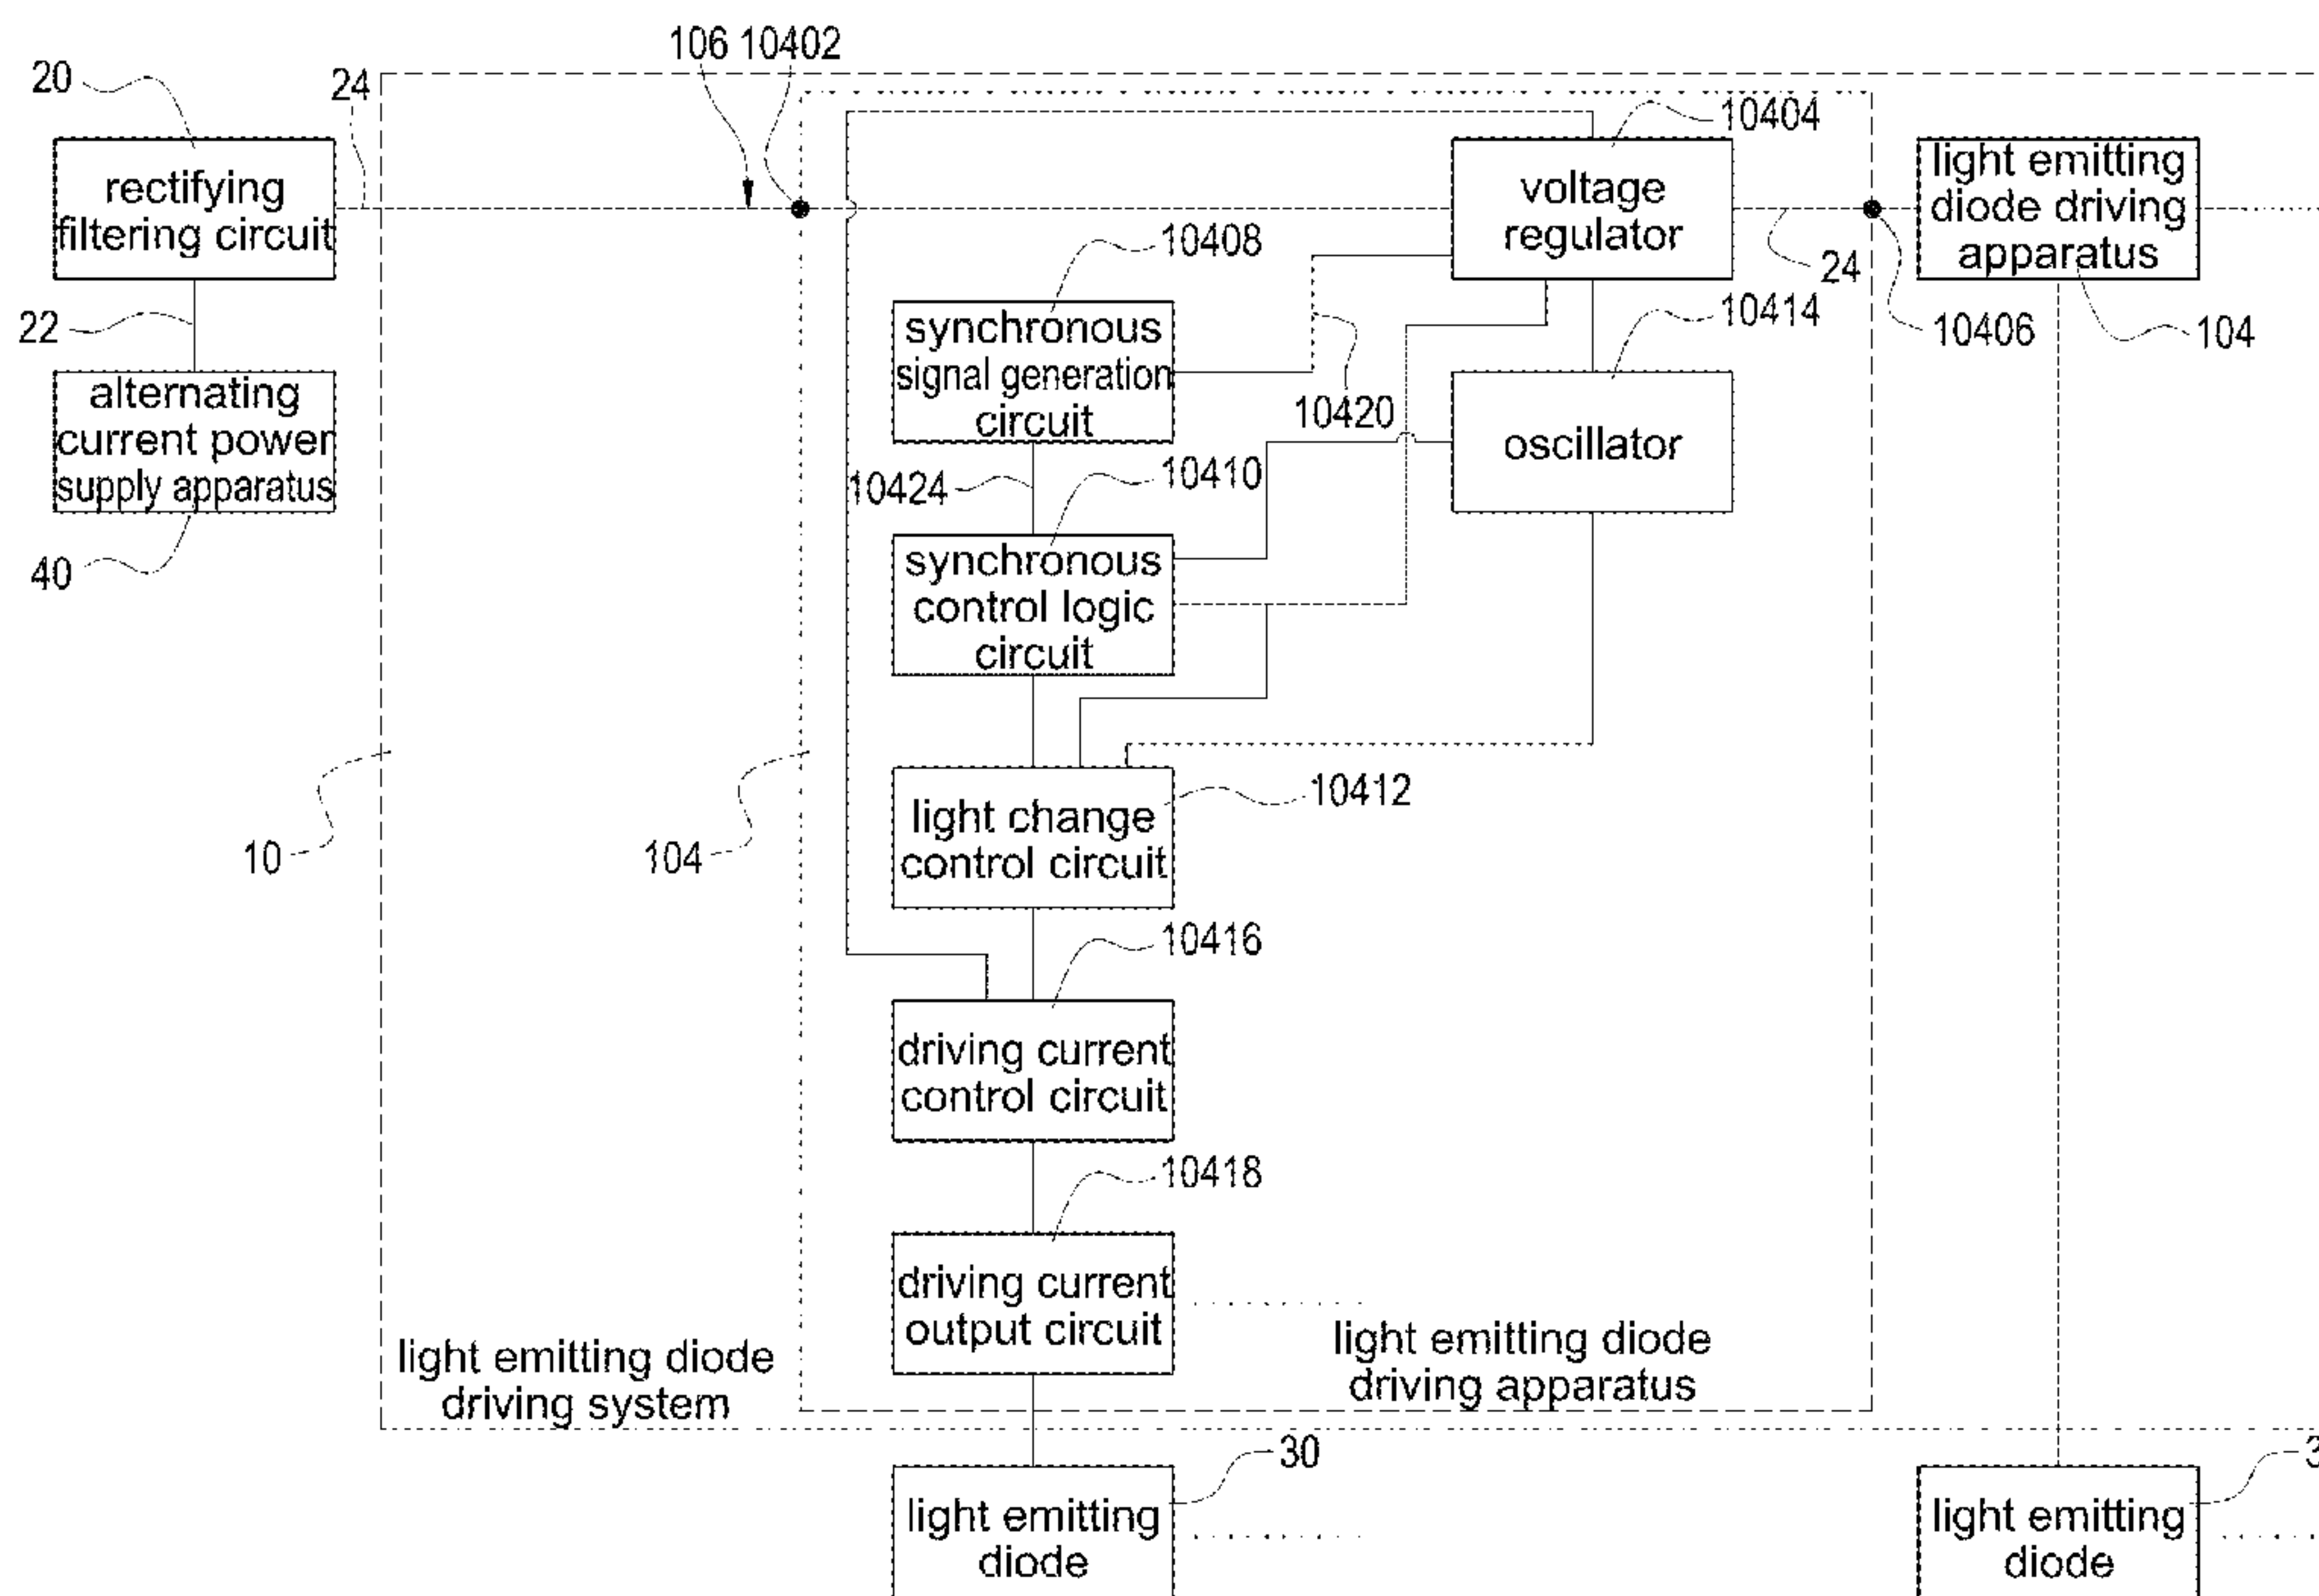 106 10402
20
24
10404
rectifying
filtering circuit
voltage
regulator
light emitting
diode driving
apparatus
10408
24
22
synchronous
signal generation
circuit
10414
10406
104
10420
alternating
current power
supply apparatus
oscillator
10424
10410
40
synchronous
control logic
circuit
10
104
light change
control circuit
10412
10416
driving current
control circuit
10418
driving current
output circuit
light emitting diode
driving system
light emitting diode
driving apparatus
30
light emitting
diode
light emitting
diode